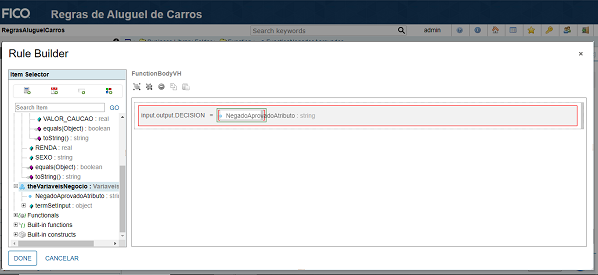 FICO Regras de Aluguel de Carros
RegrasAluguelCarros
Search keywords
admin
Rule Builder
×
Item Selector
FunctionBodyVH
Search Item
GO
VALOR_CAUCAO : real
equals(Object) : boolean
toString() : string
RENDA : real
SEXO : real
equals(Object) : boolean
toString() : string
theVariaveisNegocio : Variaveis
NegadoAprovadoAtributo : stri
termSetInput : object
Functionals
Built-in functions
Built-in constructs
input.output.DECISION = NegadoAprovadoAtributo : string
DONE
CANCELAR